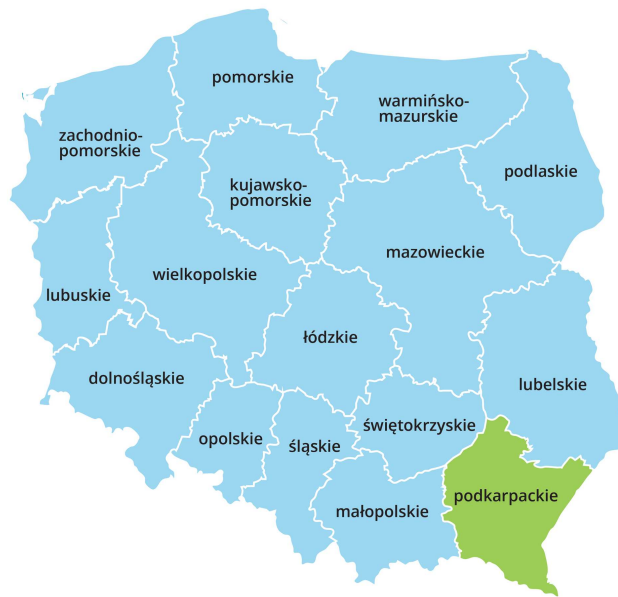 pomorskie
warmińsko-
mazurskie
zachodnio-
pomorskie
podlaskie
kujawsko-
pomorskie
mazowieckie
wielkopolskie
lubuskie
łódzkie
dolnośląskie
lubelskie
świętokrzyskie
opolskie
śląskie
podkarpackie
małopolskie